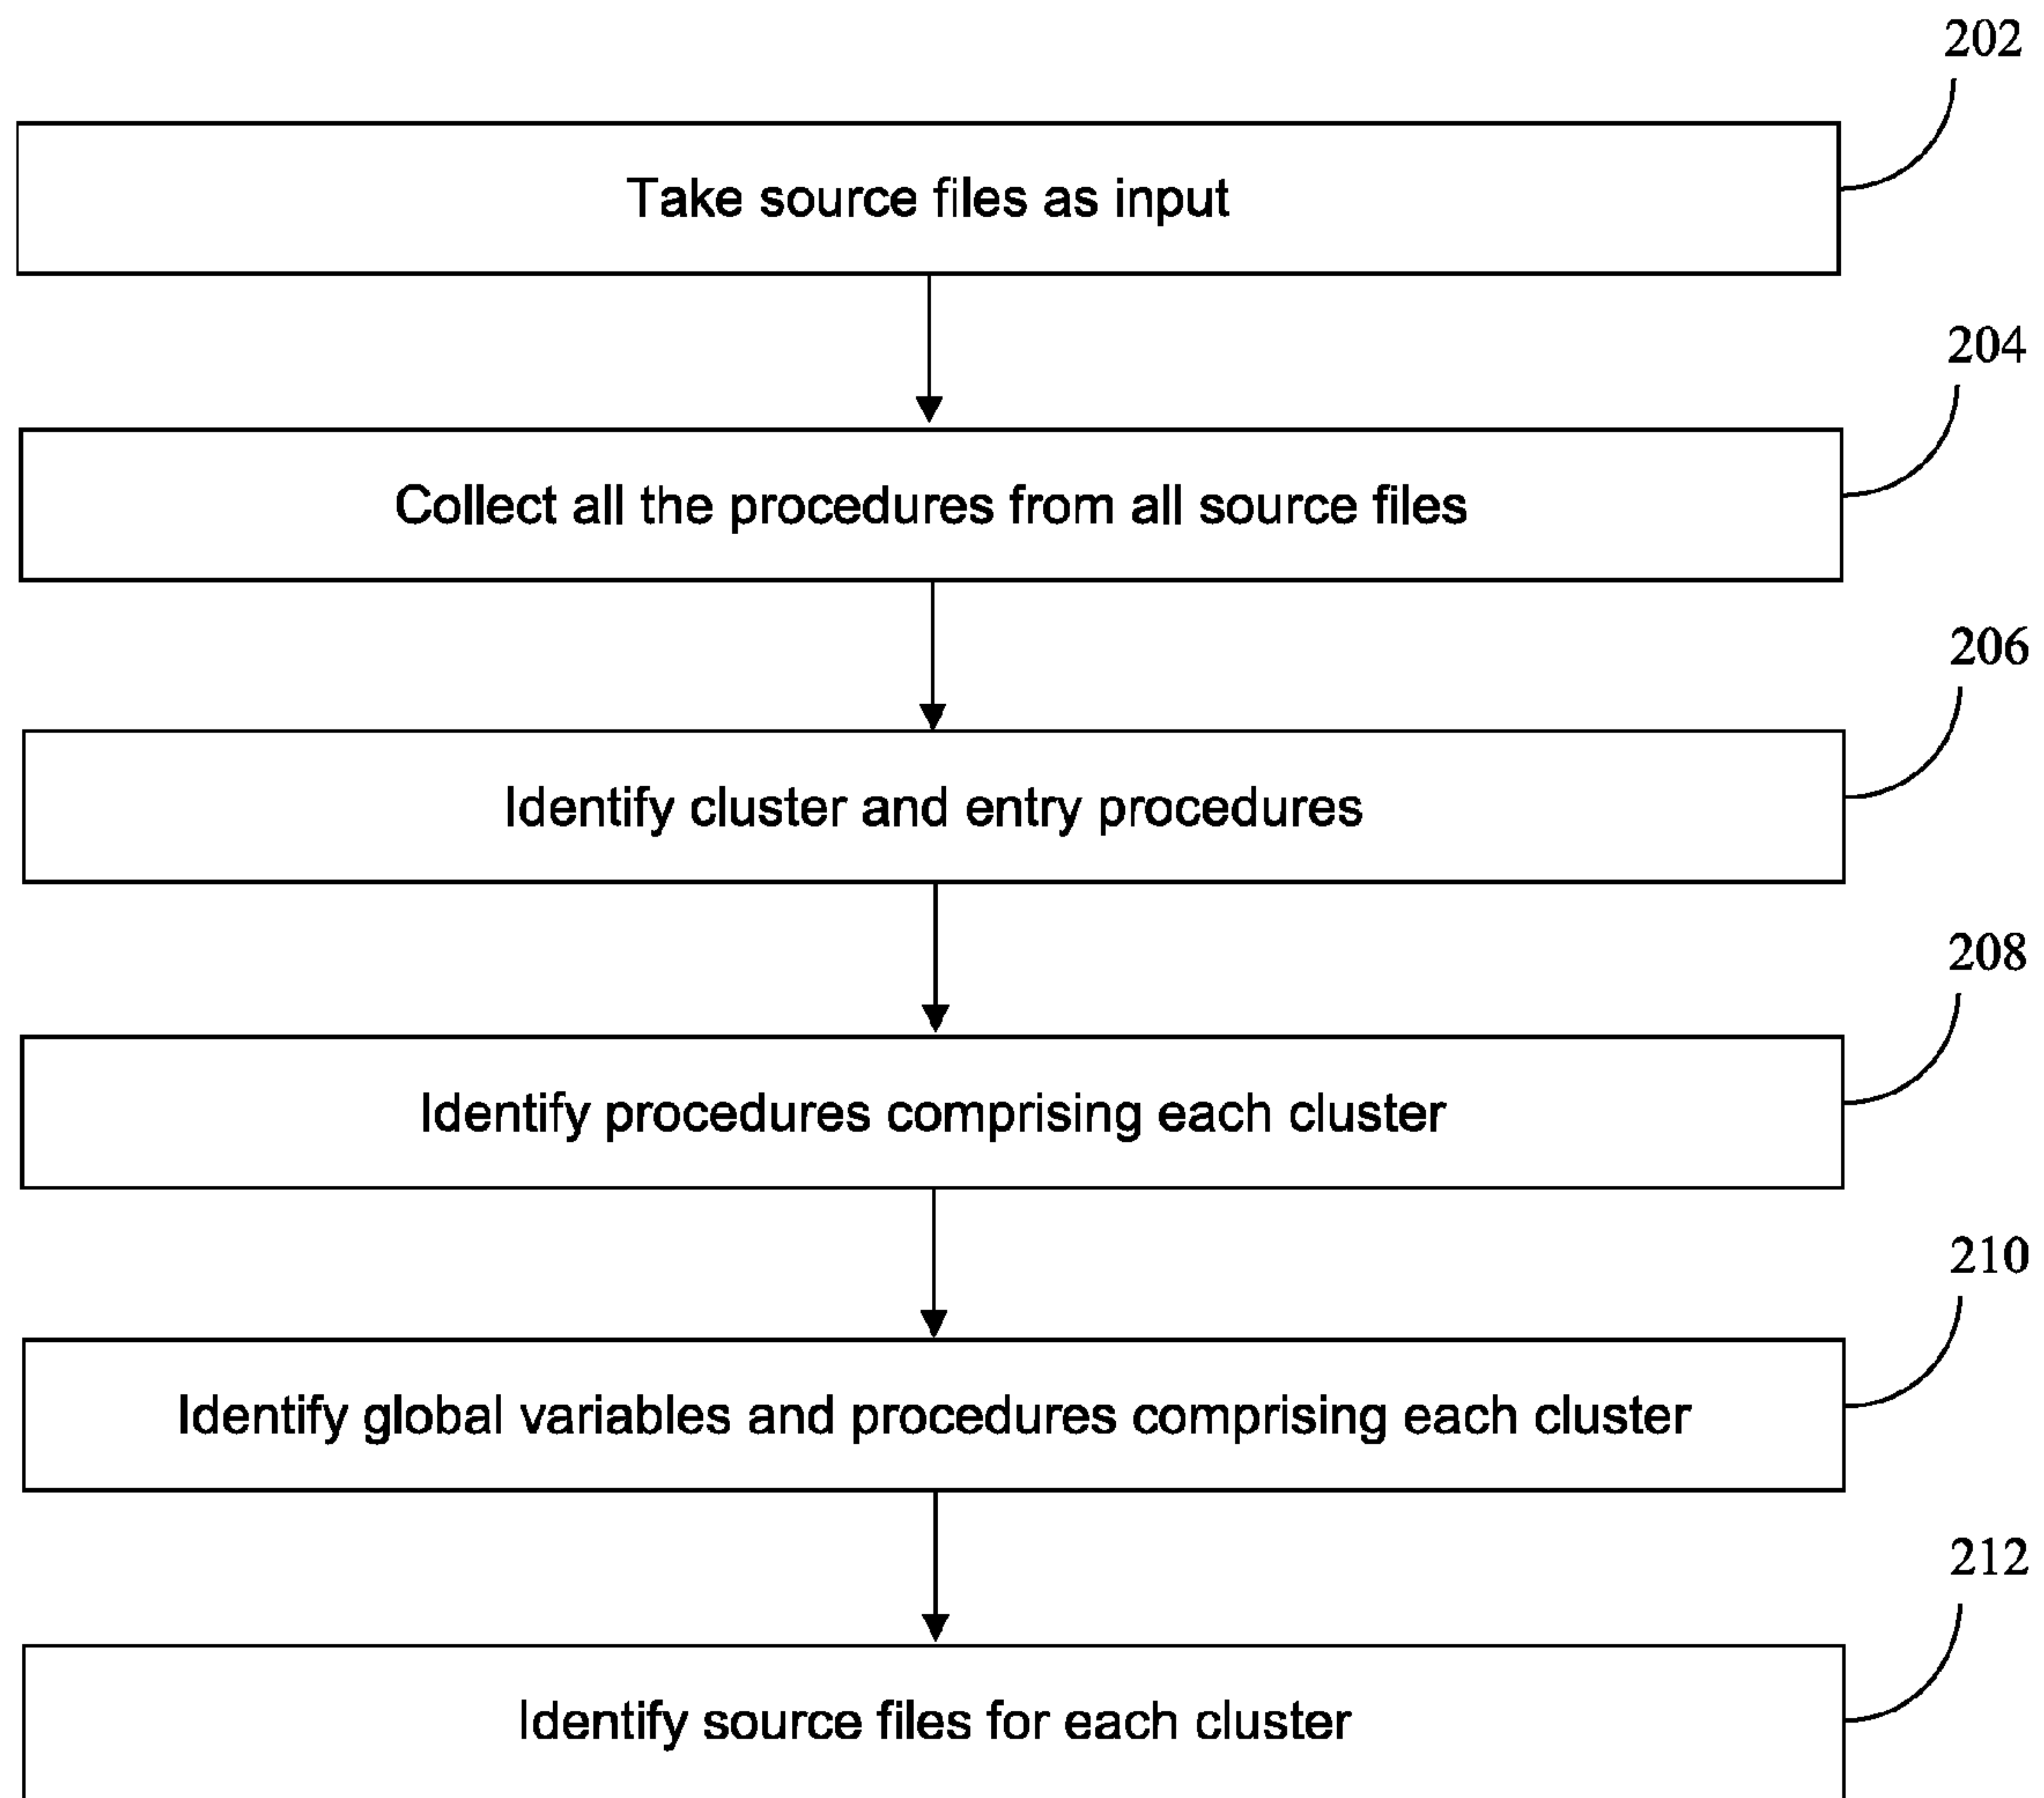 202
Take source files as input
204
Collect all the procedures from all source files
206
Identify cluster and entry procedures
208
Identify procedures comprising each cluster
210
Identify global variables and procedures comprising each cluster
212
Identify source files for each cluster